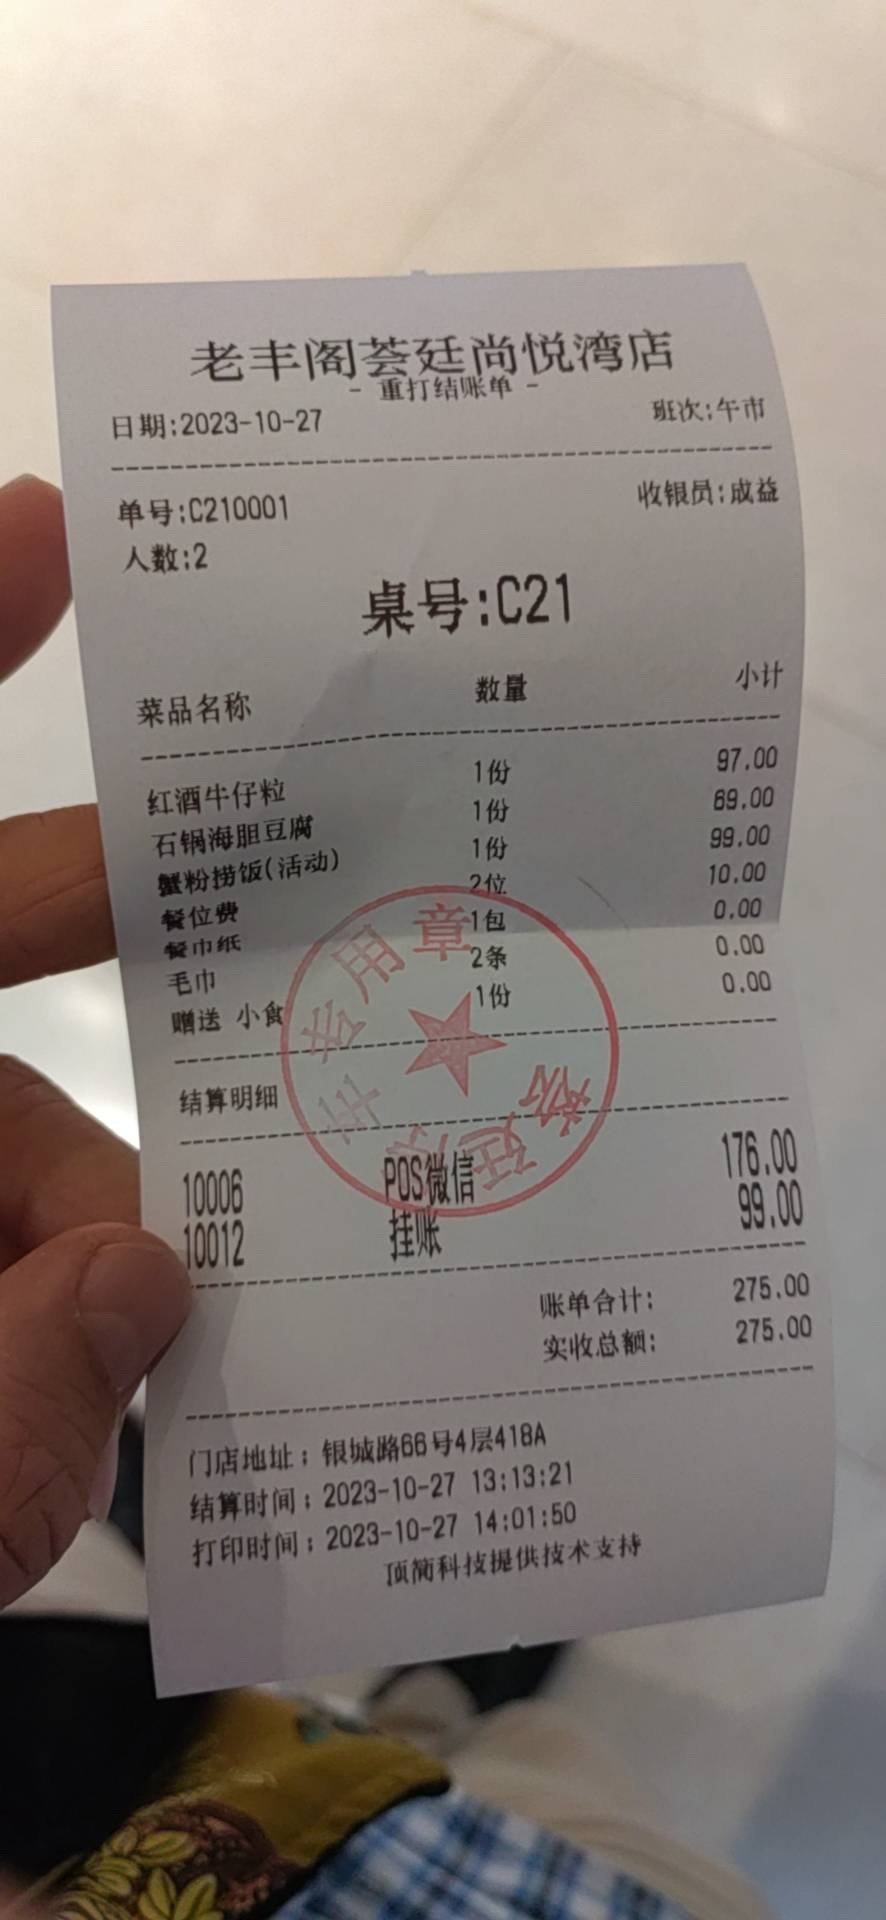 老丰阁荟廷尚悦湾店
- 重打结账单 -
日期:2023-10-27 班次:午市
单号:C210001 收银员:成益
人数:2
桌号:C21
菜品名称 数量 小计
红酒牛仔粒 1份 97.00
石锅海胆豆腐 1份 69.00
蟹粉捞饭(活动) 1份 99.00
餐位费 2位 10.00
餐巾纸 1包 0.00
毛巾 2条 0.00
赠送 小食 1份 0.00
结算明细
10006 POS微信 176.00
10012 挂账 99.00
账单合计: 275.00
实收总额: 275.00
门店地址：银城路66号4层418A
结算时间：2023-10-27 13:13:21
打印时间：2023-10-27 14:01:50
顶简科技提供技术支持
专用章